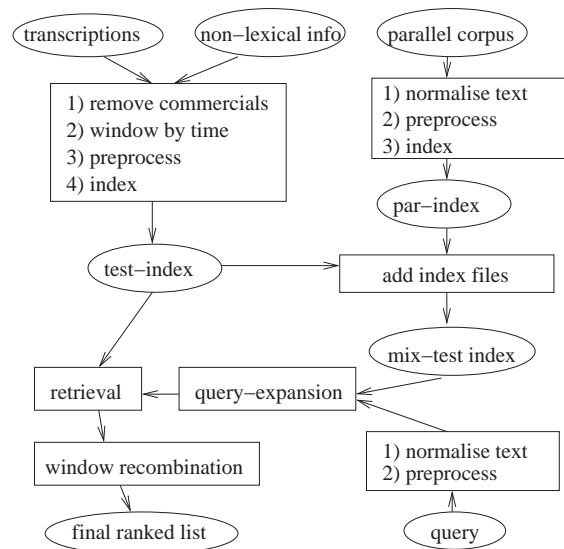 transcriptions
non-lexical info
parallel corpus
1) remove commercials
2) window by time
3) preprocess
4) index
1) normalise text
2) preprocess
3) index
par-index
test-index
add index files
mix-test index
retrieval
query-expansion
window recombination
1) normalise text
2) preprocess
final ranked list
query